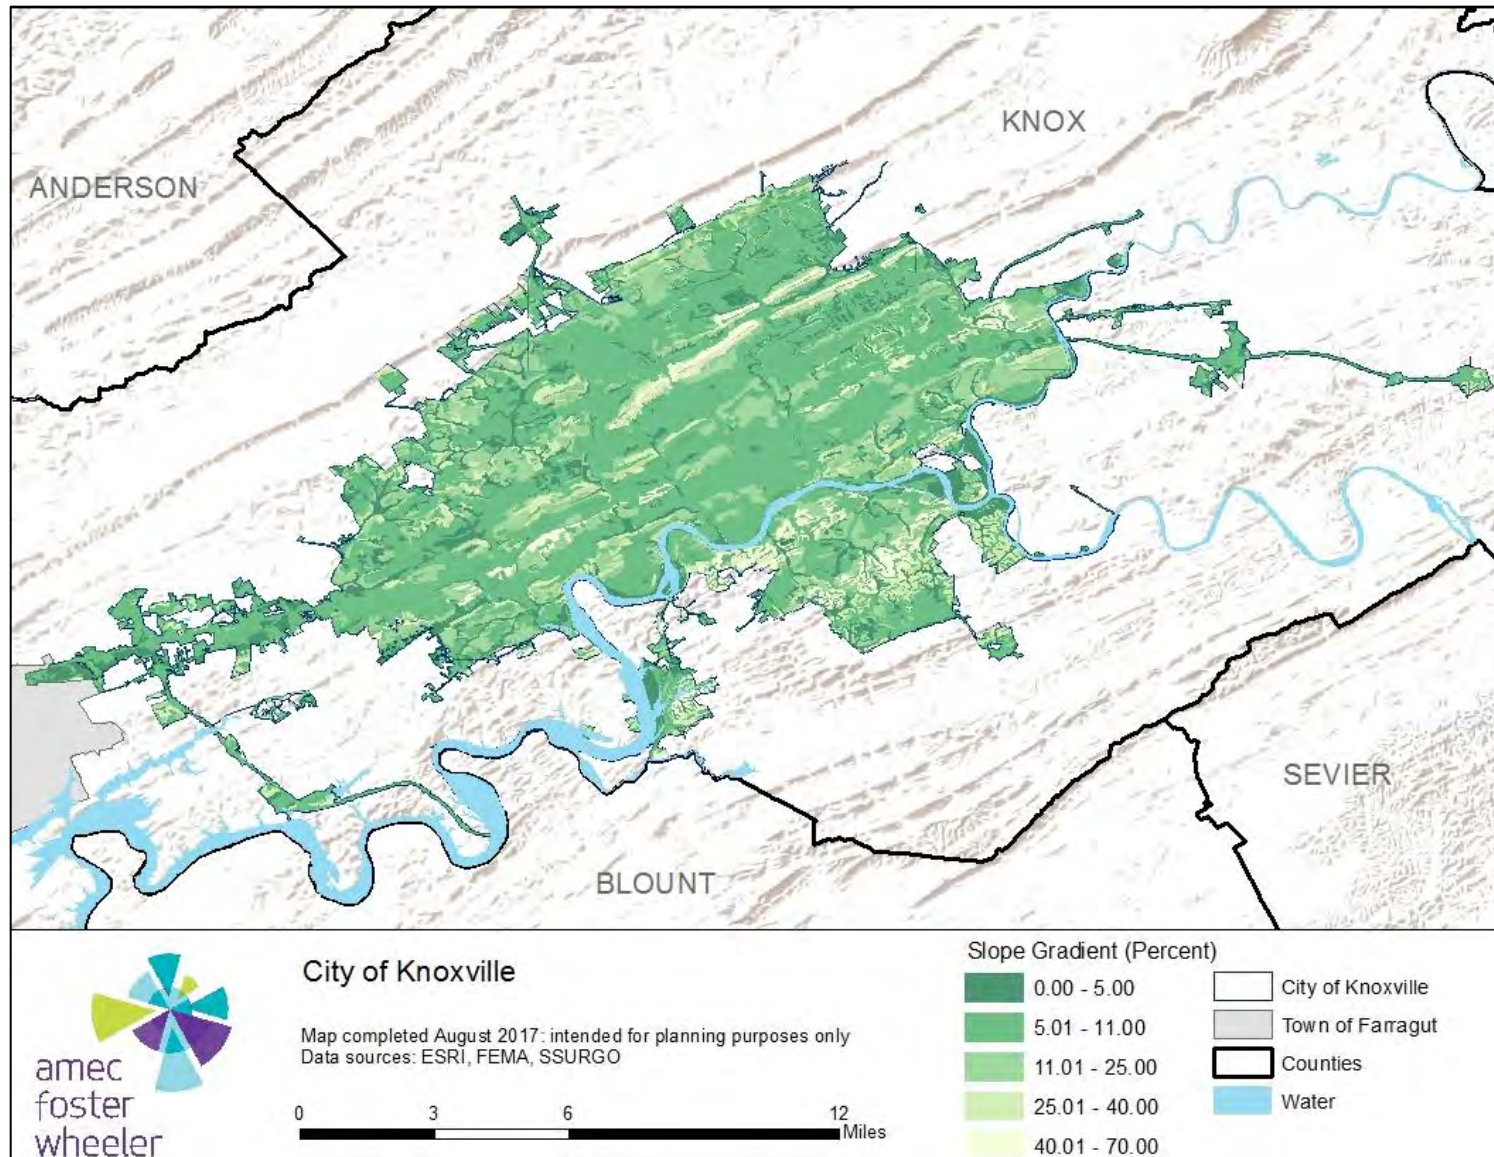 KNOX
ANDERSON
SEVIER
BLOUNT
amec
foster
wheeler
City of Knoxville
Map completed August 2017: intended for planning purposes only
Data sources: ESRI, FEMA, SSURGO
0 3 6 12
Miles
Slope Gradient (Percent)
0.00 - 5.00
5.01 - 11.00
11.01 - 25.00
25.01 - 40.00
40.01 - 70.00
City of Knoxville
Town of Farragut
Counties
Water